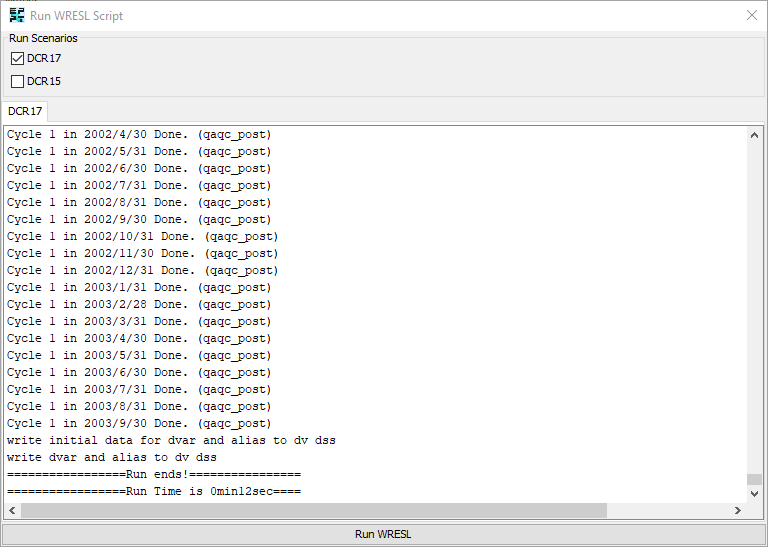 Run WRESL Script
Run Scenarios
DCR17
DCR15
DCR17
Cycle 1 in 2002/4/30 Done. (qaqc_post)
Cycle 1 in 2002/5/31 Done. (qaqc_post)
Cycle 1 in 2002/6/30 Done. (qaqc_post)
Cycle 1 in 2002/7/31 Done. (qaqc_post)
Cycle 1 in 2002/8/31 Done. (qaqc_post)
Cycle 1 in 2002/9/30 Done. (qaqc_post)
Cycle 1 in 2002/10/31 Done. (qaqc_post)
Cycle 1 in 2002/11/30 Done. (qaqc_post)
Cycle 1 in 2002/12/31 Done. (qaqc_post)
Cycle 1 in 2003/1/31 Done. (qaqc_post)
Cycle 1 in 2003/2/28 Done. (qaqc_post)
Cycle 1 in 2003/3/31 Done. (qaqc_post)
Cycle 1 in 2003/4/30 Done. (qaqc_post)
Cycle 1 in 2003/5/31 Done. (qaqc_post)
Cycle 1 in 2003/6/30 Done. (qaqc_post)
Cycle 1 in 2003/7/31 Done. (qaqc_post)
Cycle 1 in 2003/8/31 Done. (qaqc_post)
Cycle 1 in 2003/9/30 Done. (qaqc_post)
write initial data for dvar and alias to dv dss
write dvar and alias to dv dss
=================Run ends!================
=================Run Time is 0min12sec====
Run WRESL